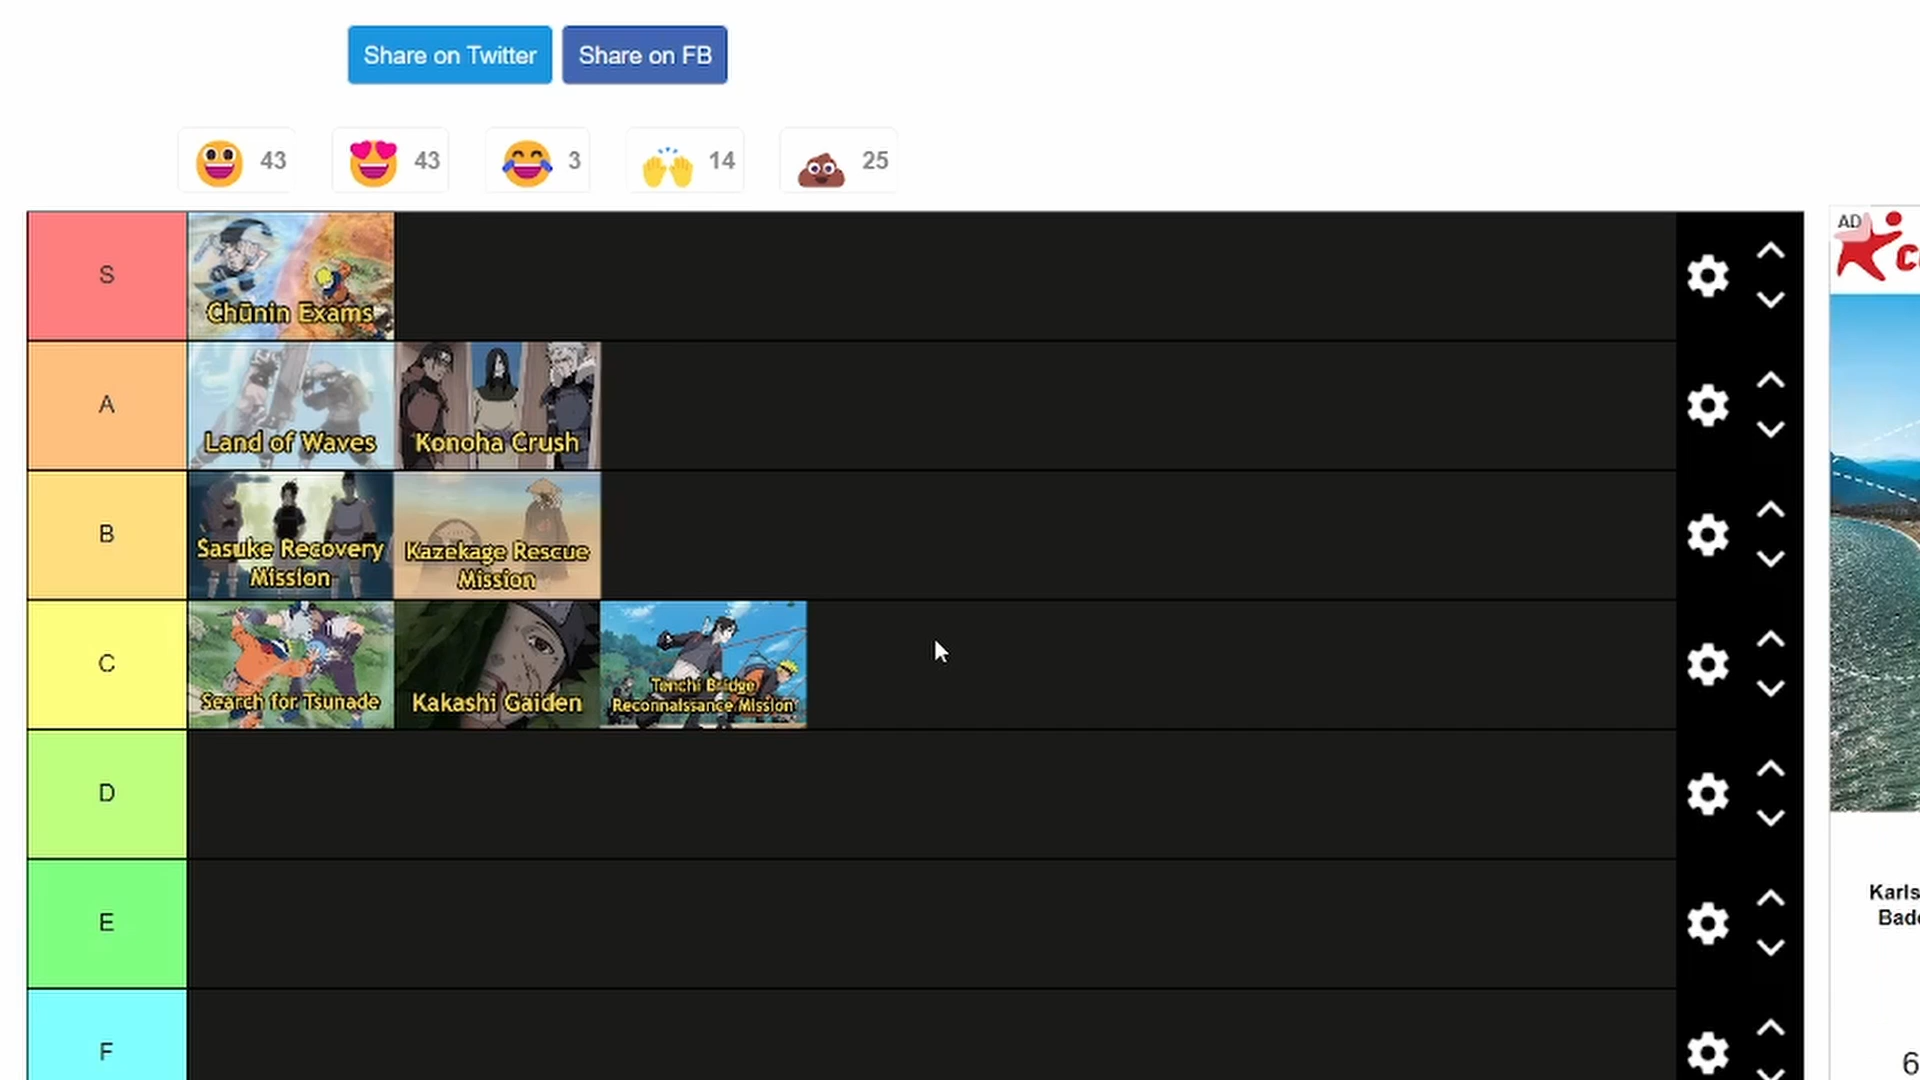 Share on Twitter
Share on FB
43
43
3
14
25
S
Chūnin Exams
A
Land of Waves
Konoha Crush
B
Sasuke Recovery
Mission
Kazekage Rescue
Mission
C
Search for Tsunade
Kakashi Gaiden
Tenchi Bridge
Reconnaissance Mission
D
E
F
AD
Karls
Bade
6